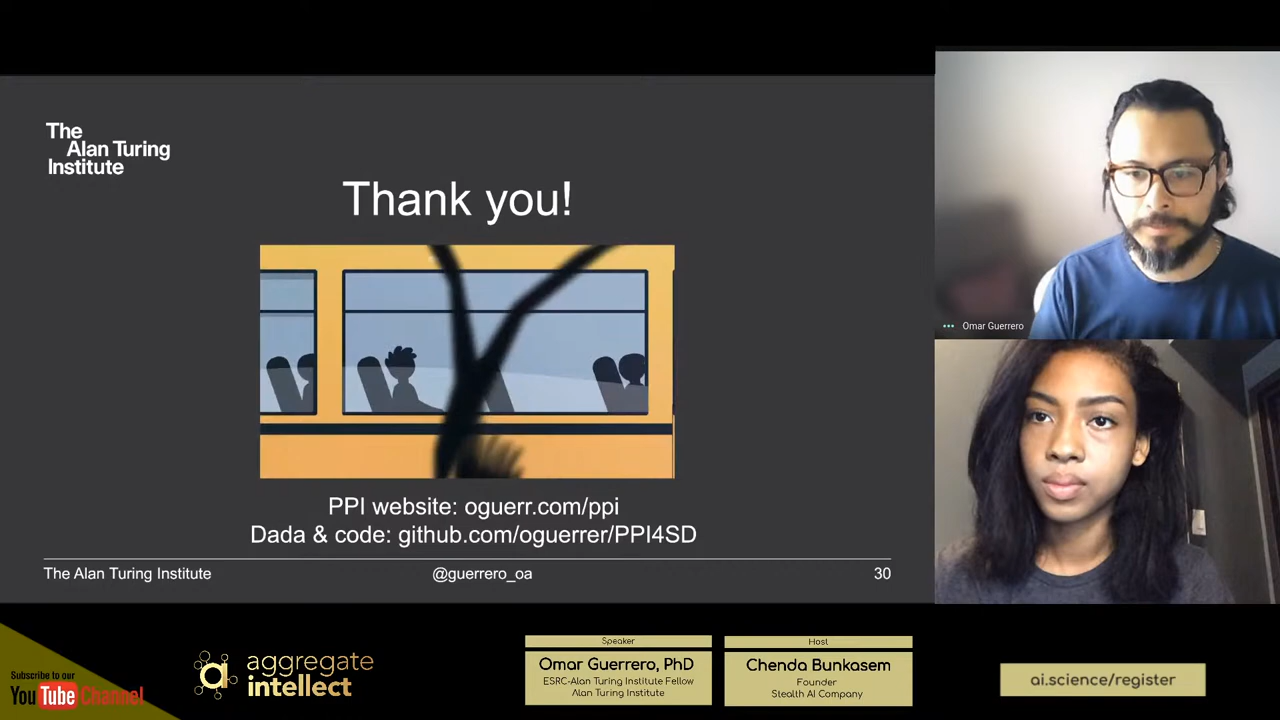 The
Alan Turing
Institute
Thank you!
PPI website: oguerr.com/ppi
Dada & code: github.com/oguerrer/PPI4SD
The Alan Turing Institute
@guerrero_oa
30
Omar Guerrero
Subscribe to our
YouTube Channel
aggregate
intellect
Speaker
Omar Guerrero, PhD
ESRC-Alan Turing Institute Fellow
Alan Turing Institute
Host
Chenda Bunkasem
Founder
Stealth AI Company
ai.science/register